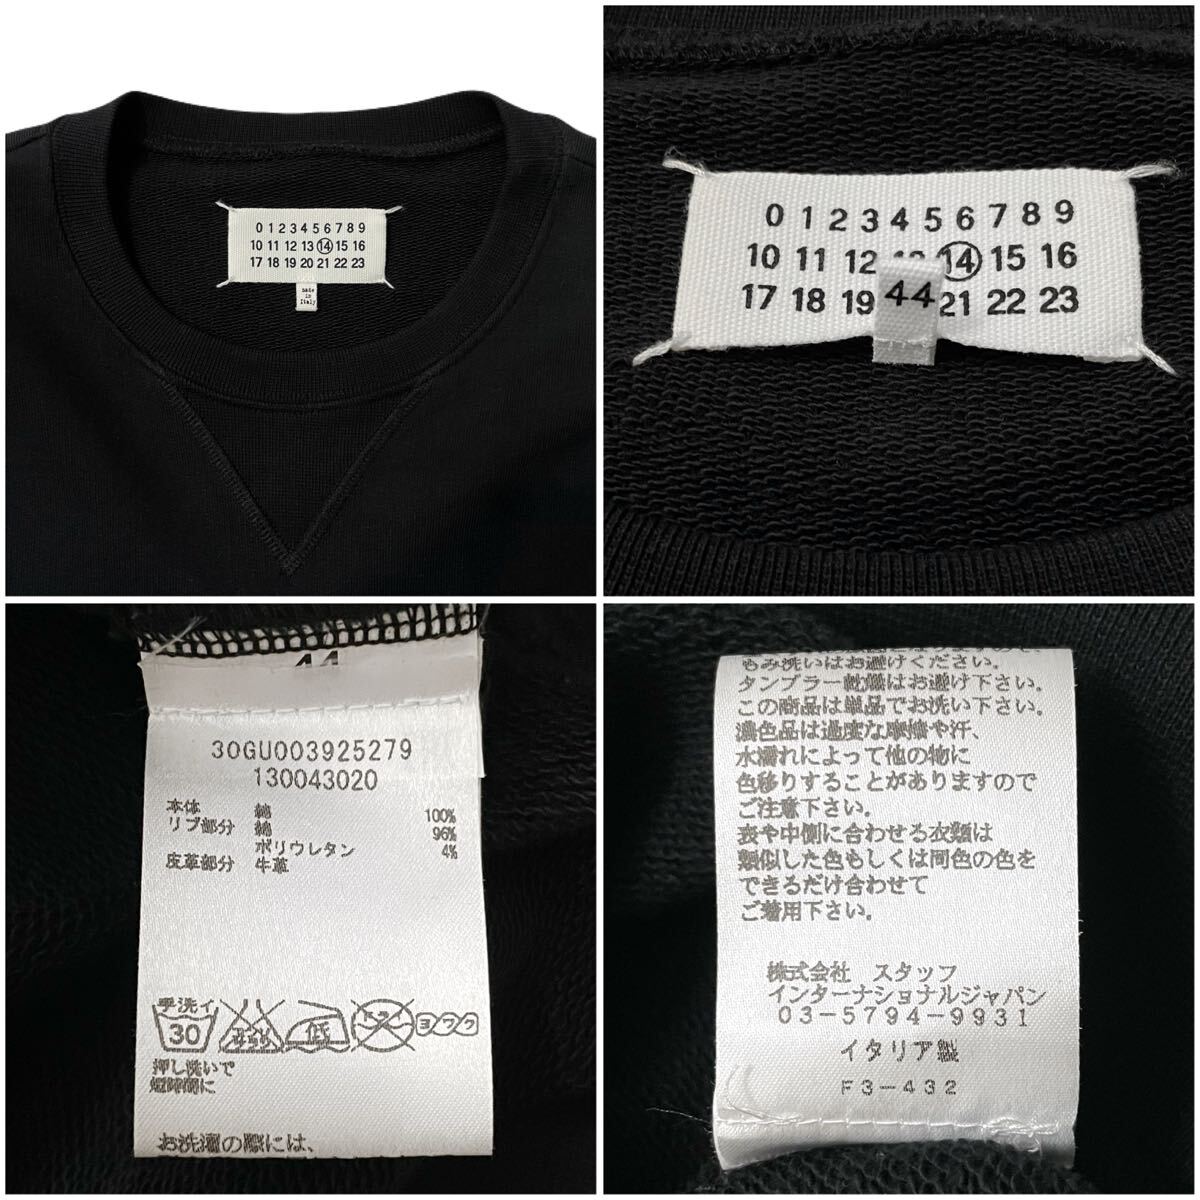 0 1 2 3 4 5 6 7 8 9
10 11 12 13 14 15 16
17 18 19 20 21 22 23
made
in
Italy
0 1 2 3 4 5 6 7 8 9
10 11 12 14 15 16
17 18 19 21 22 23
44
44
30GU003925279
130043020
本体 綿 100%
リブ部分 綿 96%
ポリウレタン 4%
皮革部分 牛革
手洗イ
30
低
ヨワク
押し洗いで
短時間に
お洗濯の際には、
もみ洗いはお避けください。
タンブラー乾燥はお避け下さい。
この商品は単品でお洗い下さい。
濃色品は過度な摩擦や汗、
水濡れによって他の物に
色移りすることがありますので
ご注意下さい。
表や中側に合わせる衣類は
類似した色もしくは同色の色を
できるだけ合わせて
ご着用下さい。
株式会社 スタッフ
インターナショナルジャパン
03-5794-9931
イタリア製
F3-432